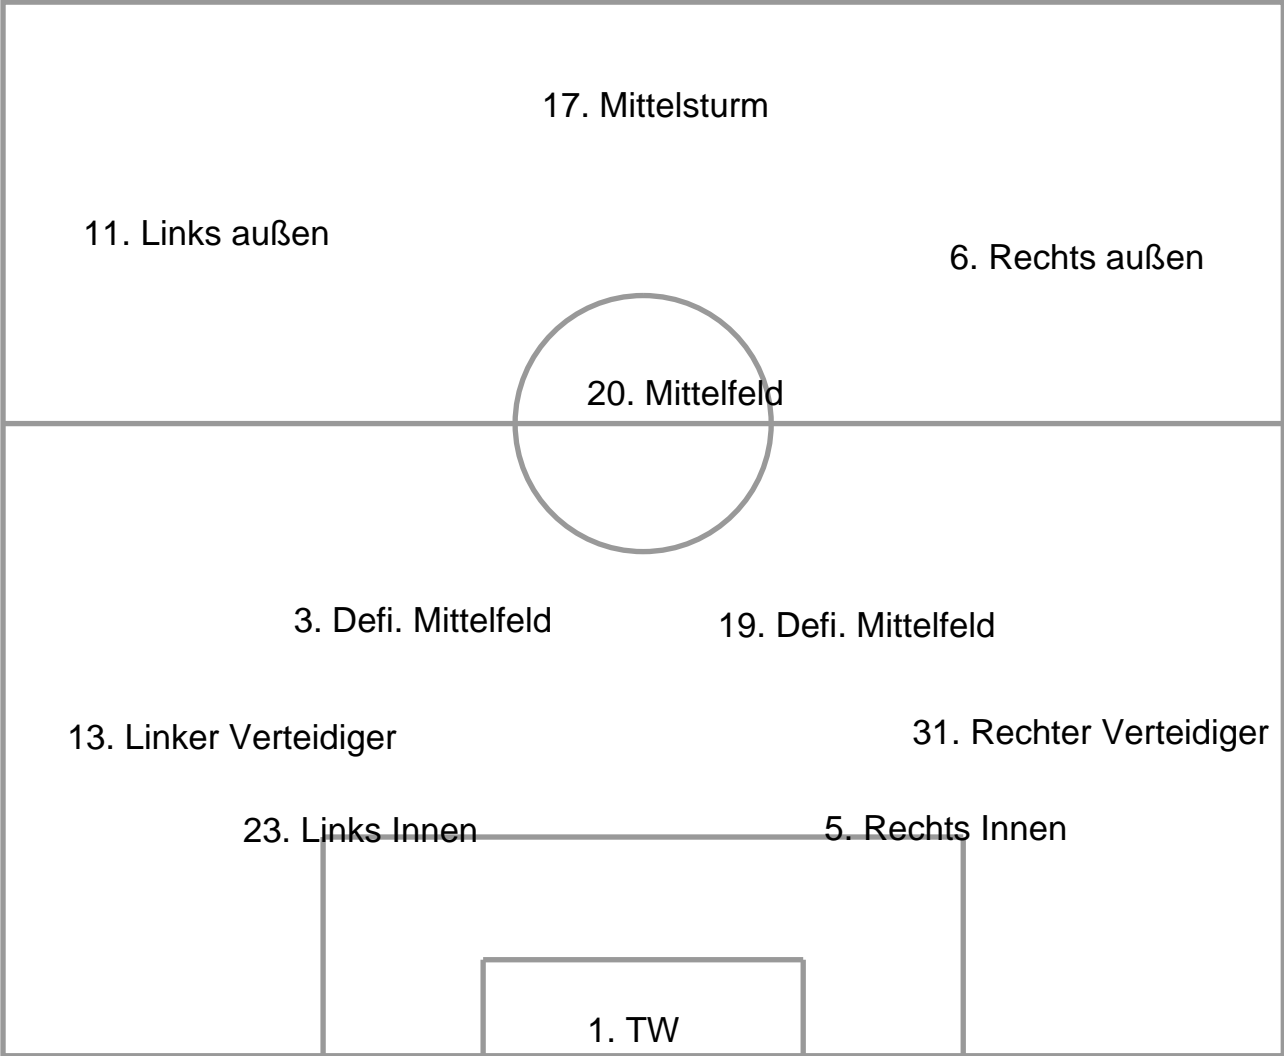 17. Mittelsturm
11. Links außen
6. Rechts außen
20. Mittelfeld
3. Defi. Mittelfeld
19. Defi. Mittelfeld
13. Linker Verteidiger
31. Rechter Verteidiger
23. Links Innen
5. Rechts Innen
1. TW